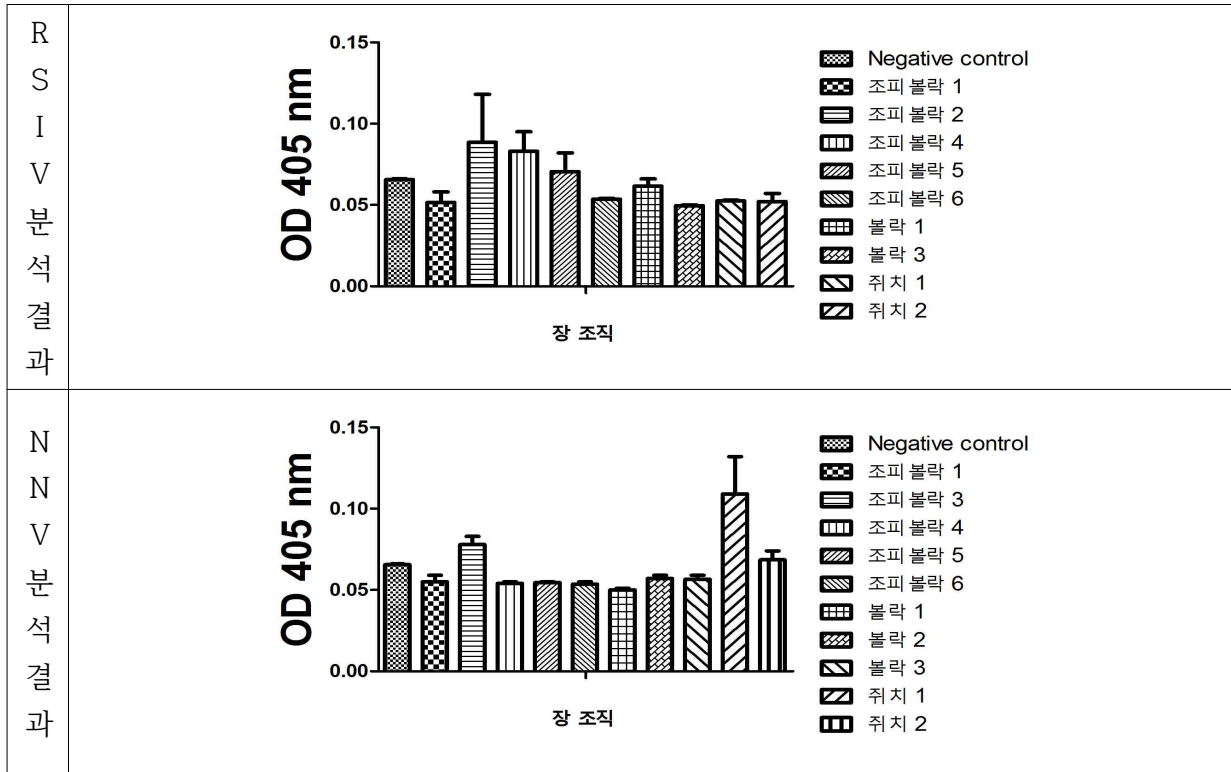 R
S
I
V
분
석
결
과
OD 405 nm
0.15
0.10
0.05
0.00
장 조직
Negative control
조피볼락 1
조피볼락 2
조피볼락 4
조피볼락 5
조피볼락 6
볼락 1
볼락 3
쥐치 1
쥐치 2
N
N
V
분
석
결
과
OD 405 nm
0.15
0.10
0.05
0.00
장 조직
Negative control
조피볼락 1
조피볼락 3
조피볼락 4
조피볼락 5
조피볼락 6
볼락 1
볼락 2
볼락 3
쥐치 1
쥐치 2